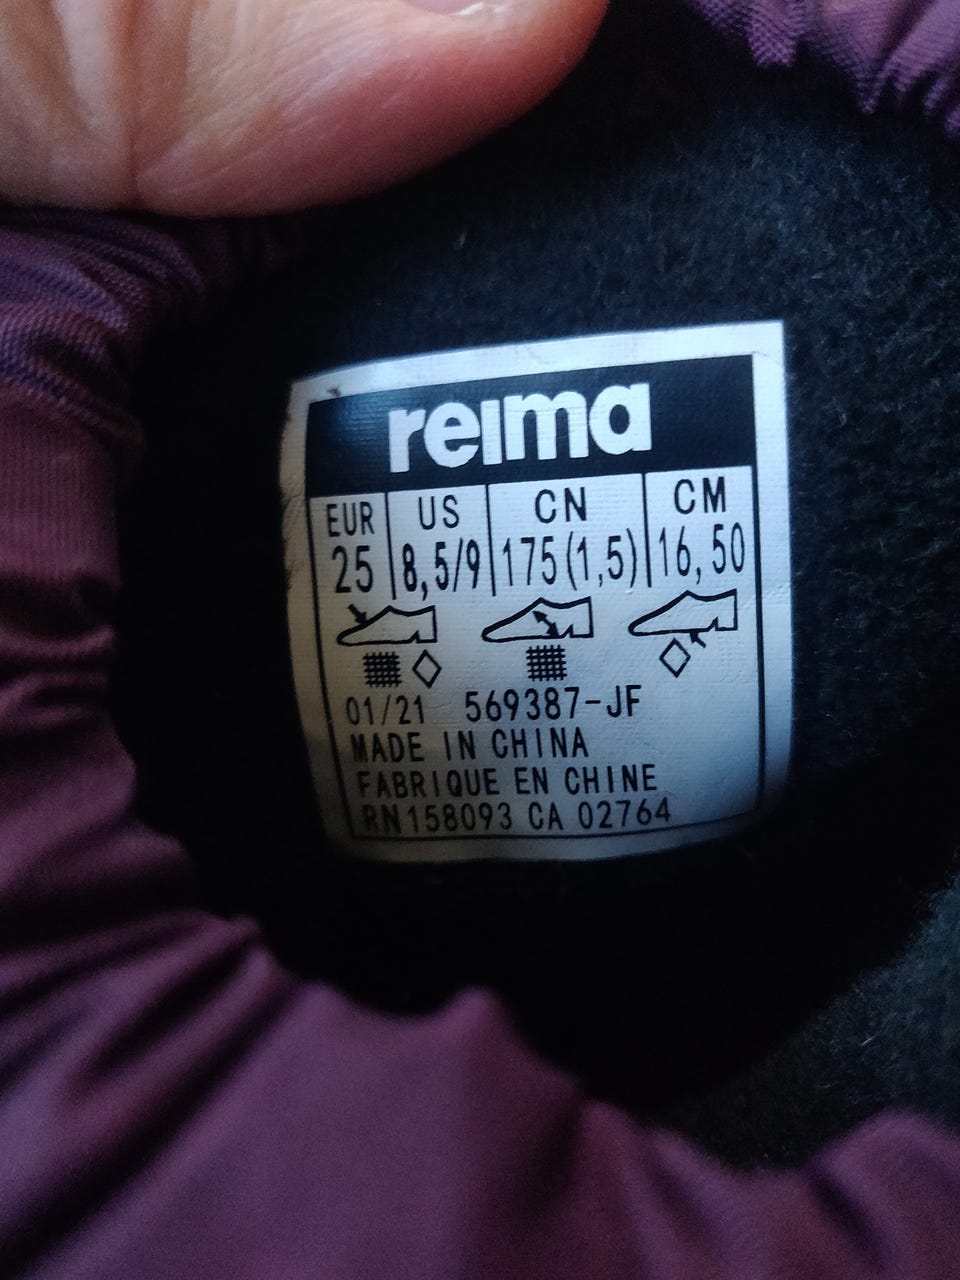 reima
EUR US CN CM
25 8,5/9 175(1,5) 16,50
01/21 569387-JF
MADE IN CHINA
FABRIQUE EN CHINE
RN158093 CA 02764